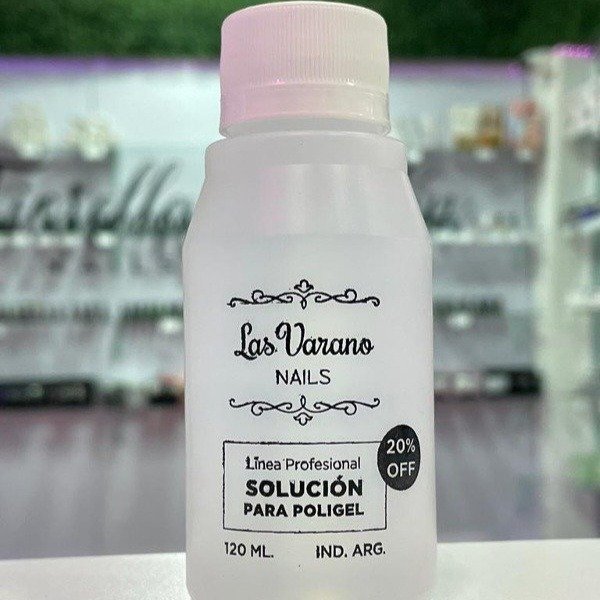 Las Varano
NAILS
Línea Profesional
SOLUCIÓN
PARA POLIGEL
20%
OFF
120 ML. IND. ARG.